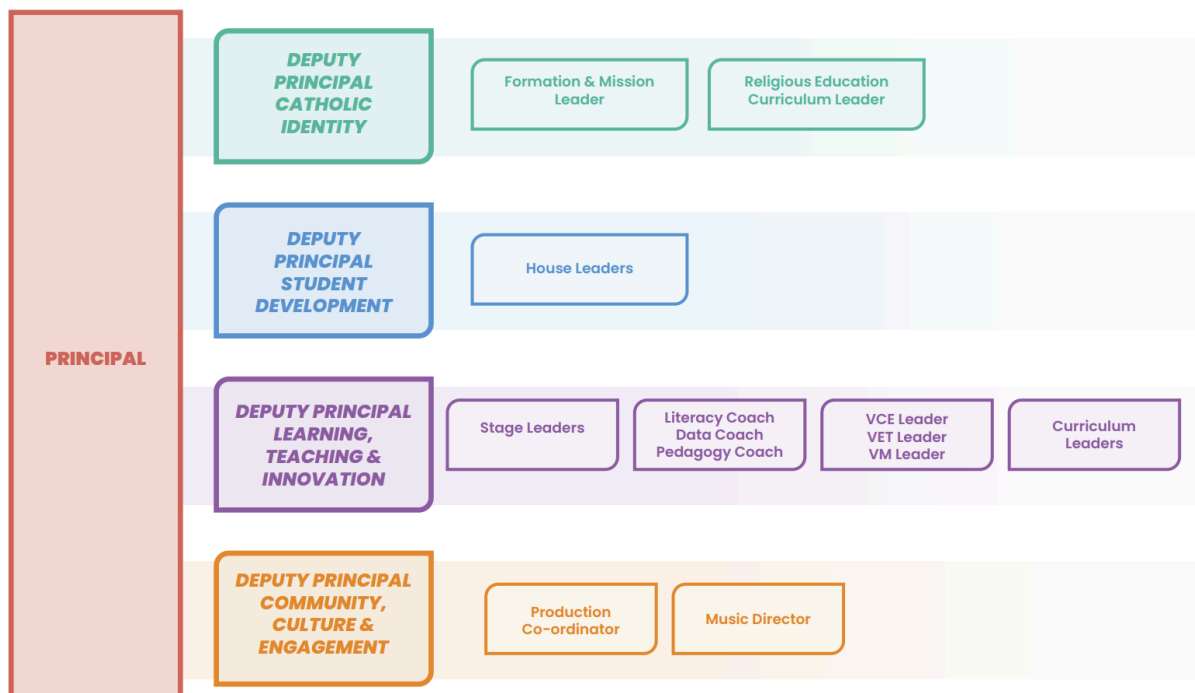 PRINCIPAL
DEPUTY
PRINCIPAL
CATHOLIC
IDENTITY
Formation & Mission
Leader
Religious Education
Curriculum Leader
DEPUTY
PRINCIPAL
STUDENT
DEVELOPMENT
House Leaders
DEPUTY PRINCIPAL
LEARNING,
TEACHING &
INNOVATION
Stage Leaders
Literacy Coach
Data Coach
Pedagogy Coach
VCE Leader
VET Leader
VM Leader
Curriculum
Leaders
DEPUTY PRINCIPAL
COMMUNITY,
CULTURE &
ENGAGEMENT
Production
Co-ordinator
Music Director